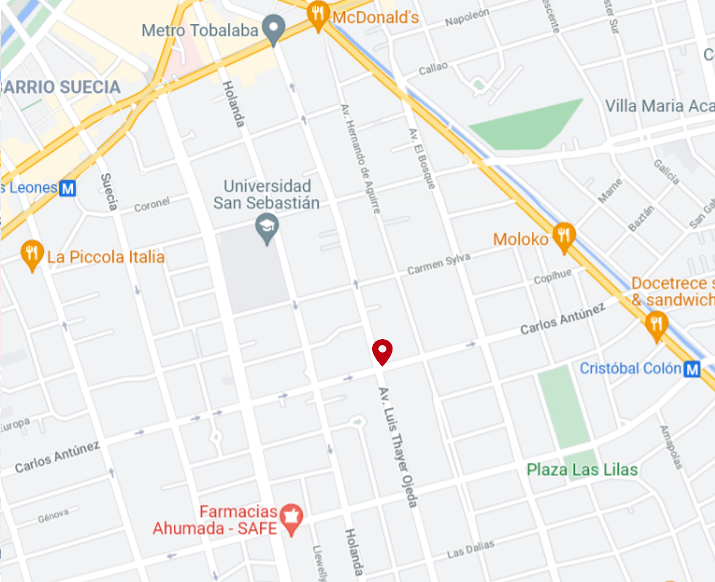 Napoleón
ester Sur
escente
McDonald's
Metro Tobalaba
C
Callao
BARRIO SUECIA
Holanda
Villa Maria Aca
Av. Hernando de Aguirre
Av. El Bosque
Galicia
s Leones M
Suecia
Universidad
San Sebastián
Marne
Coronel
Baztán
San Ga
Moloko
La Piccola Italia
Carmen Sylva
Copihue
Docetrece s
& sandwich
Carlos Antúnez
Cristóbal Colón M
Av. Luis Thayer Ojeda
Europa
Carlos Antúnez
Amapolas
Plaza Las Lilas
Génova
Farmacias
Ahumada - SAFE
Holanda
Llewelly
Las Dalias